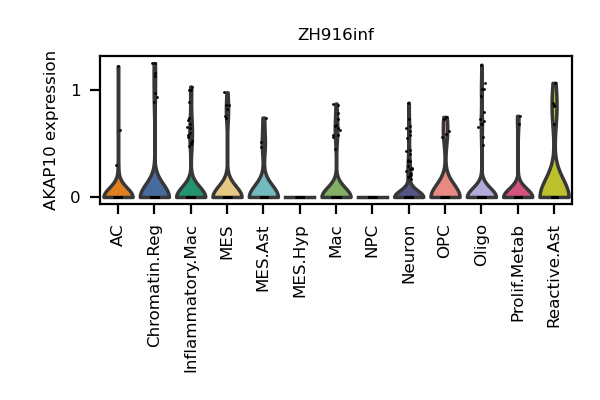 ZH916inf
AKAP10 expression
1
0
AC
Chromatin.Reg
Inflammatory.Mac
MES
MES.Ast
MES.Hyp
Mac
NPC
Neuron
OPC
Oligo
Prolif.Metab
Reactive.Ast